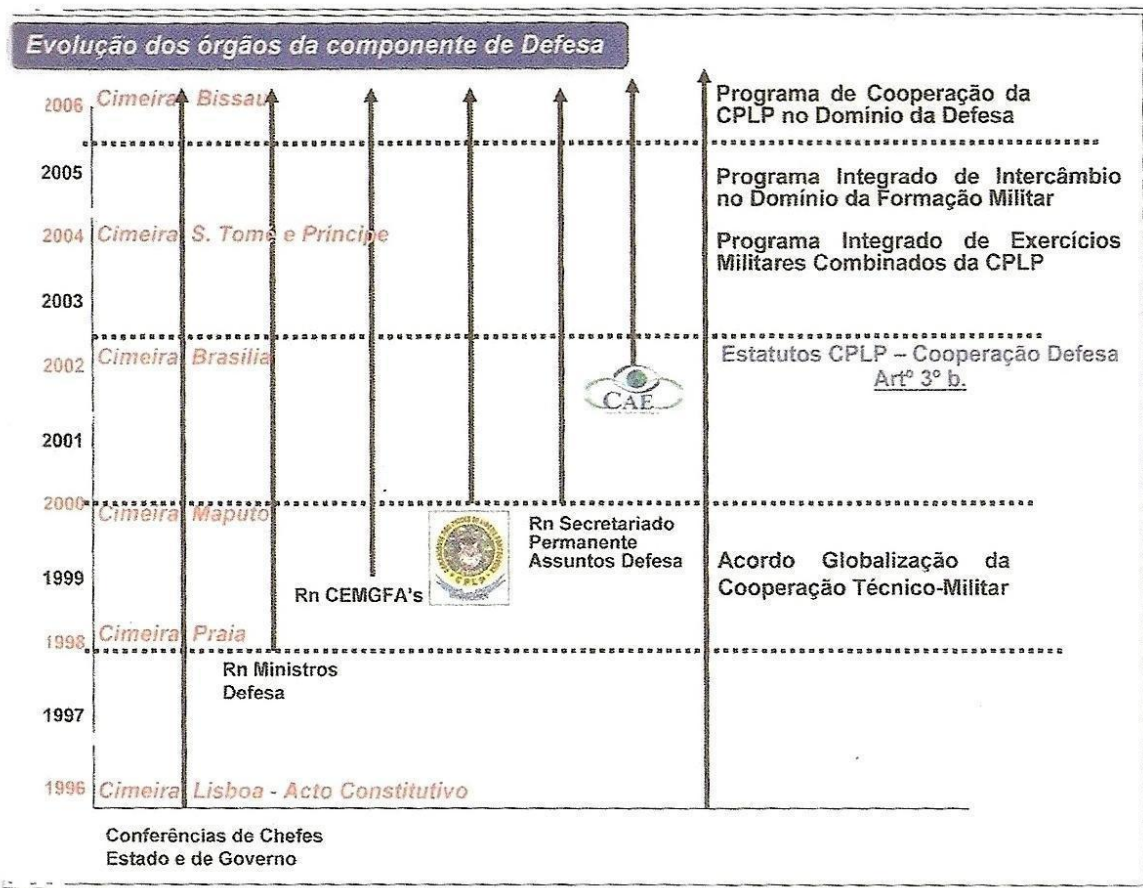 Evolução dos órgãos da componente de Defesa
2006 Cimeira Bissau
Programa de Cooperação da
CPLP no Domínio da Defesa
2005
Programa Integrado de Intercâmbio
no Domínio da Formação Militar
2004 Cimeira S. Tomé e Príncipe
Programa Integrado de Exercícios
Militares Combinados da CPLP
2003
2002 Cimeira Brasília
Estatutos CPLP – Cooperação Defesa
Artº 3º b.
CAE
2001
2000
Cimeira Maputo
CPLP
Rn Secretariado
Permanente
Assuntos Defesa
Acordo Globalização da
Cooperação Técnico-Militar
1999
Rn CEMGFA's
1998 Cimeira Praia
Rn Ministros
Defesa
1997
1996 Cimeira Lisboa - Acto Constitutivo
Conferências de Chefes
Estado e de Governo